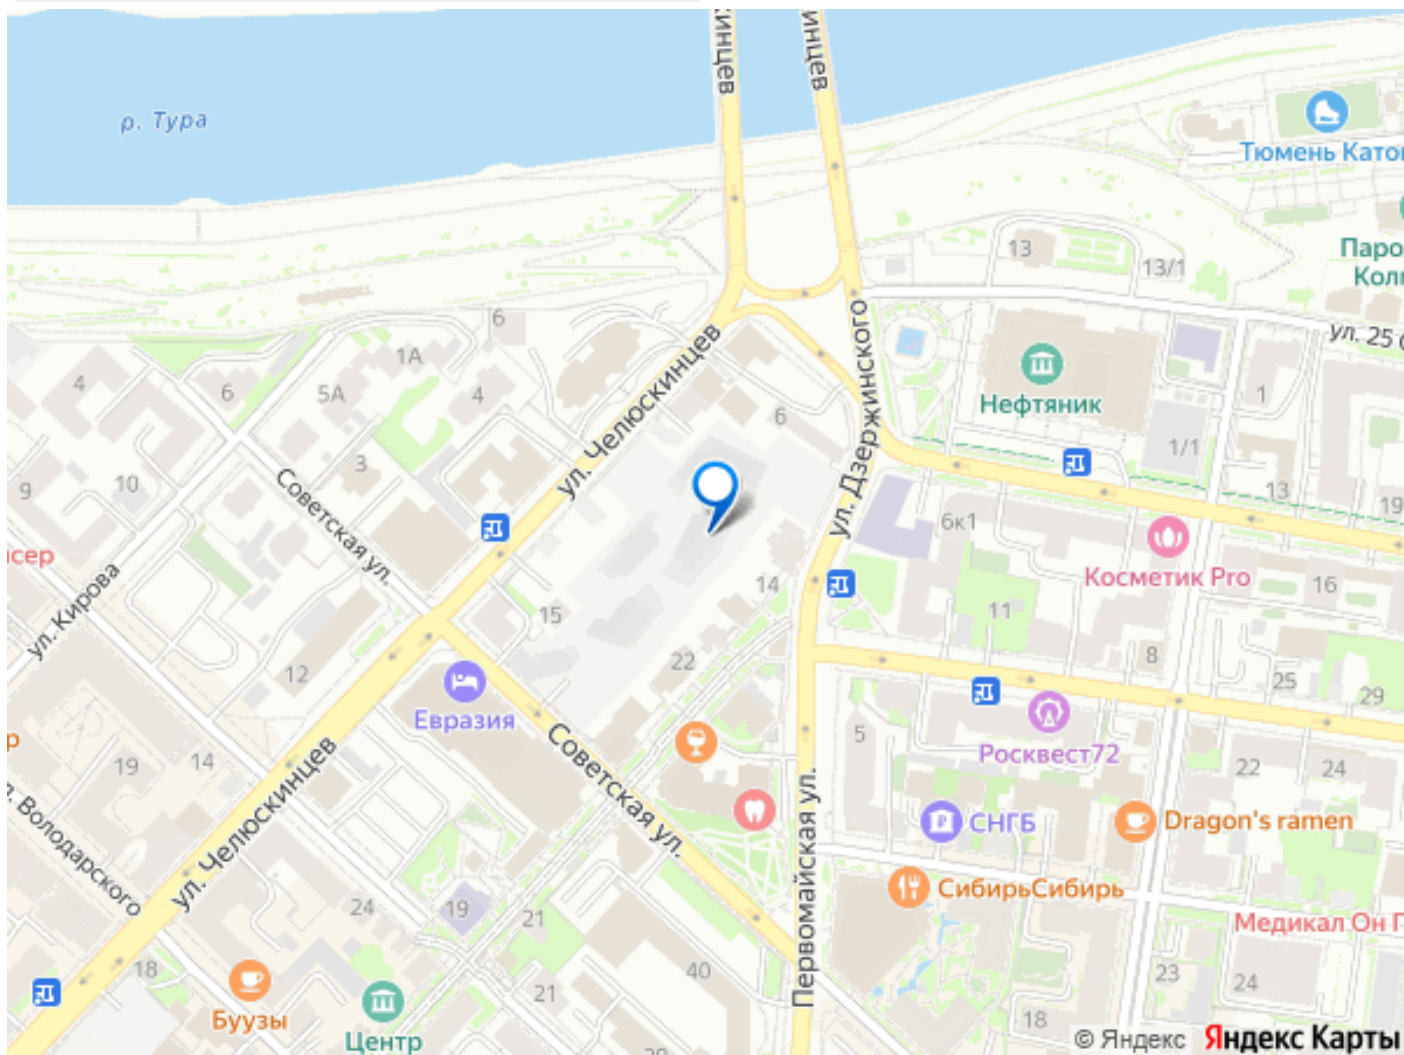 кинцев
инцев
р. Тура
Тюмень Като
Паро
Кол
13
13/1
6
ул. 25
1А
4
6
5А
4
ул. Челюскинцев
6
ул. Дзержинского
Нефтяник
1
1/1
3
9
10
Советская ул.
13
19
6к1
сер
ул. Кирова
Косметик Pro
14
16
15
11
12
22
8
25
29
Евразия
р
19
14
ул. Челюскинцев
Советская ул.
5
Росквест72
22
24
Володарского
Первомайская ул.
СНГБ
Dragon's ramen
СибирьСибирь
24
19
21
Медикал Он Г
18
40
23
24
Буузы
21
Центр
18
© Яндекс Яндекс Карты